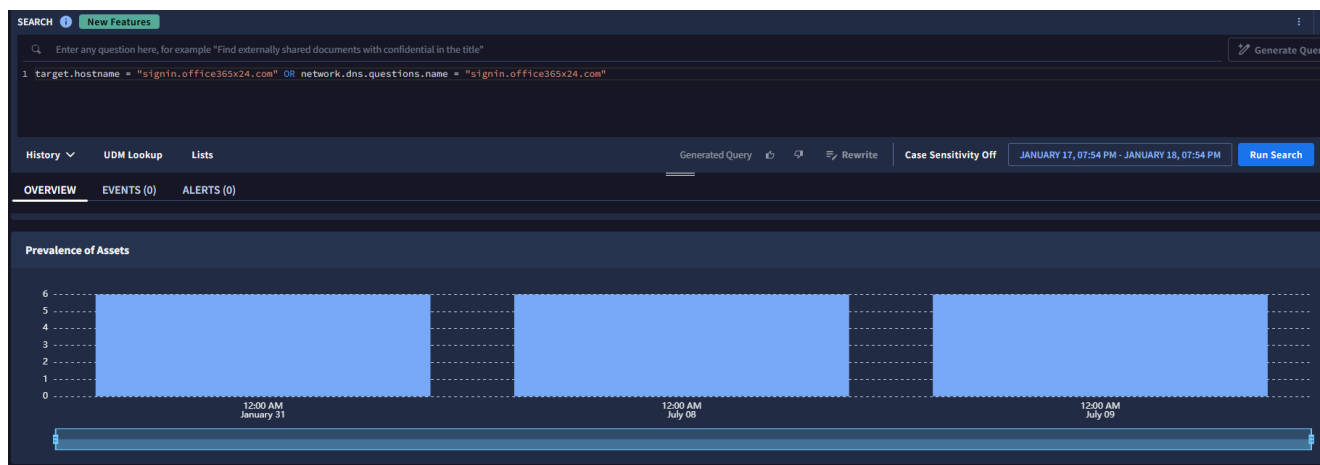 SEARCH i New Features
Enter any question here, for example "Find externally shared documents with confidential in the title" Generate Que
1 target.hostname = "signin.office365x24.com" OR network.dns.questions.name = "signin.office365x24.com"
History UDM Lookup Lists Generated Query Rewrite Case Sensitivity Off JANUARY 17, 07:54 PM - JANUARY 18, 07:54 PM Run Search
OVERVIEW EVENTS (0) ALERTS (0)
Prevalence of Assets
6
5
4
3
2
1
0
12:00 AM 12:00 AM 12:00 AM
January 31 July 08 July 09